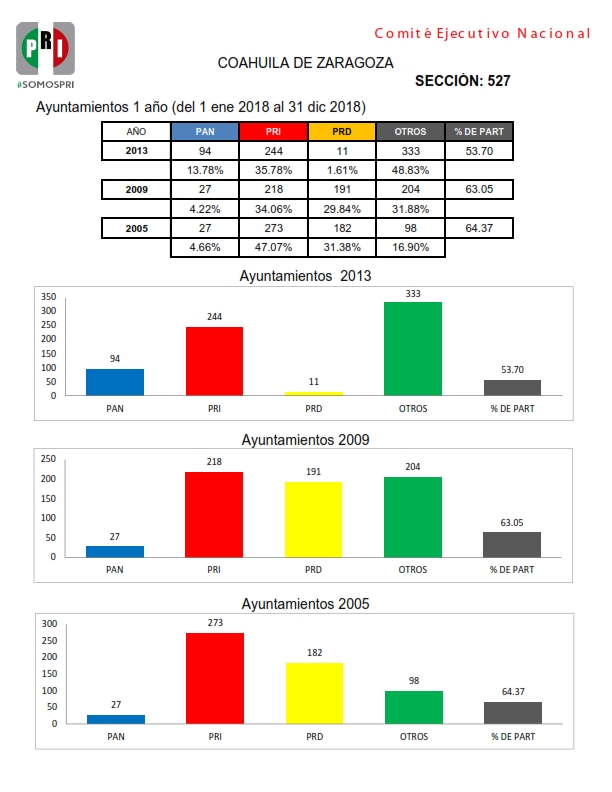 Comité Ejecutivo Nacional
PRI
#SOMOSPRI
COAHUILA DE ZARAGOZA
SECCIÓN: 527
Ayuntamientos 1 año (del 1 ene 2018 al 31 dic 2018)
AÑO PAN PRI PRD OTROS % DE PART
2013 94 244 11 333 53.70
13.78% 35.78% 1.61% 48.83%
2009 27 218 191 204 63.05
4.22% 34.06% 29.84% 31.88%
2005 27 273 182 98 64.37
4.66% 47.07% 31.38% 16.90%
Ayuntamientos 2013
350
300
250
200
150
100
50
0
94
244
11
333
53.70
PAN PRI PRD OTROS % DE PART
Ayuntamientos 2009
250
200
150
100
50
0
27
218
191
204
63.05
PAN PRI PRD OTROS % DE PART
Ayuntamientos 2005
300
250
200
150
100
50
0
27
273
182
98
64.37
PAN PRI PRD OTROS % DE PART